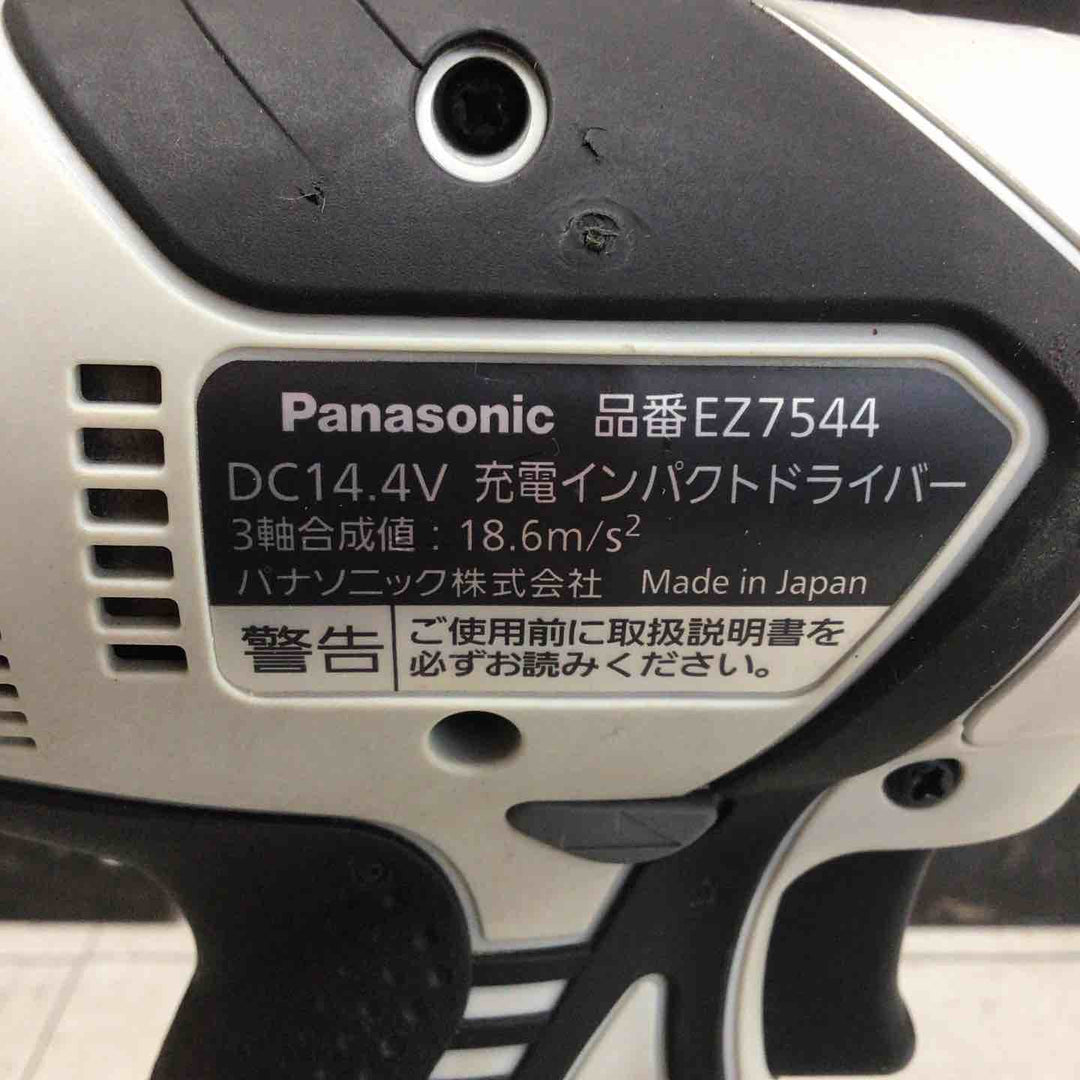 Panasonic 品番EZ7544
DC14.4V 充電インパクトドライバー
3軸合成値：18.6m/s²
パナソニック株式会社 Made in Japan
警告 ご使用前に取扱説明書を
必ずお読みください。